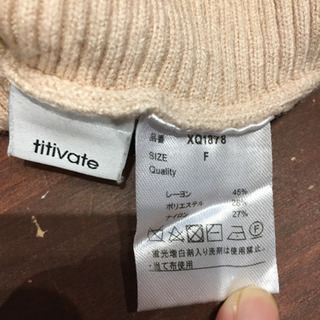 titivate
品番 XQ1878
SIZE F
Quality
レーヨン 45%
ポリエステル 28%
ナイロン 27%
蛍光増白剤入り洗剤は使用禁止。
・当て布使用